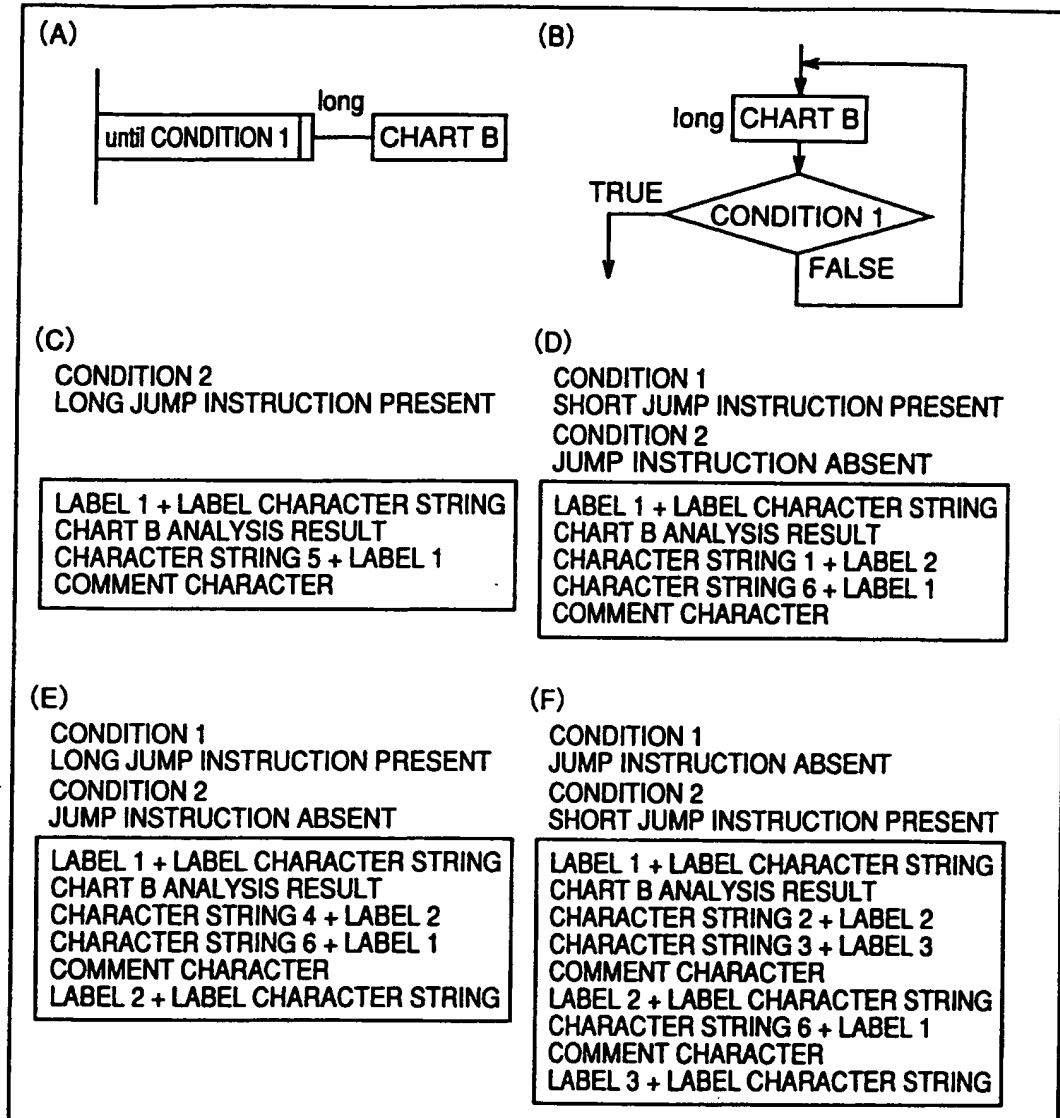 (A)
long
until CONDITION 1
CHART B
(B)
long
CHART B
TRUE
CONDITION 1
FALSE
(C)
CONDITION 2
LONG JUMP INSTRUCTION PRESENT
LABEL 1 + LABEL CHARACTER STRING
CHART B ANALYSIS RESULT
CHARACTER STRING 5 + LABEL 1
COMMENT CHARACTER
(D)
CONDITION 1
SHORT JUMP INSTRUCTION PRESENT
CONDITION 2
JUMP INSTRUCTION ABSENT
LABEL 1 + LABEL CHARACTER STRING
CHART B ANALYSIS RESULT
CHARACTER STRING 1 + LABEL 2
CHARACTER STRING 6 + LABEL 1
COMMENT CHARACTER
(E)
CONDITION 1
LONG JUMP INSTRUCTION PRESENT
CONDITION 2
JUMP INSTRUCTION ABSENT
LABEL 1 + LABEL CHARACTER STRING
CHART B ANALYSIS RESULT
CHARACTER STRING 4 + LABEL 2
CHARACTER STRING 6 + LABEL 1
COMMENT CHARACTER
LABEL 2 + LABEL CHARACTER STRING
(F)
CONDITION 1
JUMP INSTRUCTION ABSENT
CONDITION 2
SHORT JUMP INSTRUCTION PRESENT
LABEL 1 + LABEL CHARACTER STRING
CHART B ANALYSIS RESULT
CHARACTER STRING 2 + LABEL 2
CHARACTER STRING 3 + LABEL 3
COMMENT CHARACTER
LABEL 2 + LABEL CHARACTER STRING
CHARACTER STRING 6 + LABEL 1
COMMENT CHARACTER
LABEL 3 + LABEL CHARACTER STRING